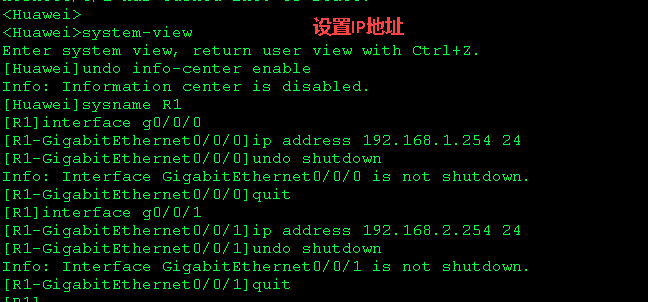 <Huawei>
<Huawei>system-view
设置IP地址
Enter system view, return user view with Ctrl+Z.
[Huawei]undo info-center enable
Info: Information center is disabled.
[Huawei]sysname R1
[R1]interface g0/0/0
[R1-GigabitEthernet0/0/0]ip address 192.168.1.254 24
[R1-GigabitEthernet0/0/0]undo shutdown
Info: Interface GigabitEthernet0/0/0 is not shutdown.
[R1-GigabitEthernet0/0/0]quit
[R1]interface g0/0/1
[R1-GigabitEthernet0/0/1]ip address 192.168.2.254 24
[R1-GigabitEthernet0/0/1]undo shutdown
Info: Interface GigabitEthernet0/0/1 is not shutdown.
[R1-GigabitEthernet0/0/1]quit